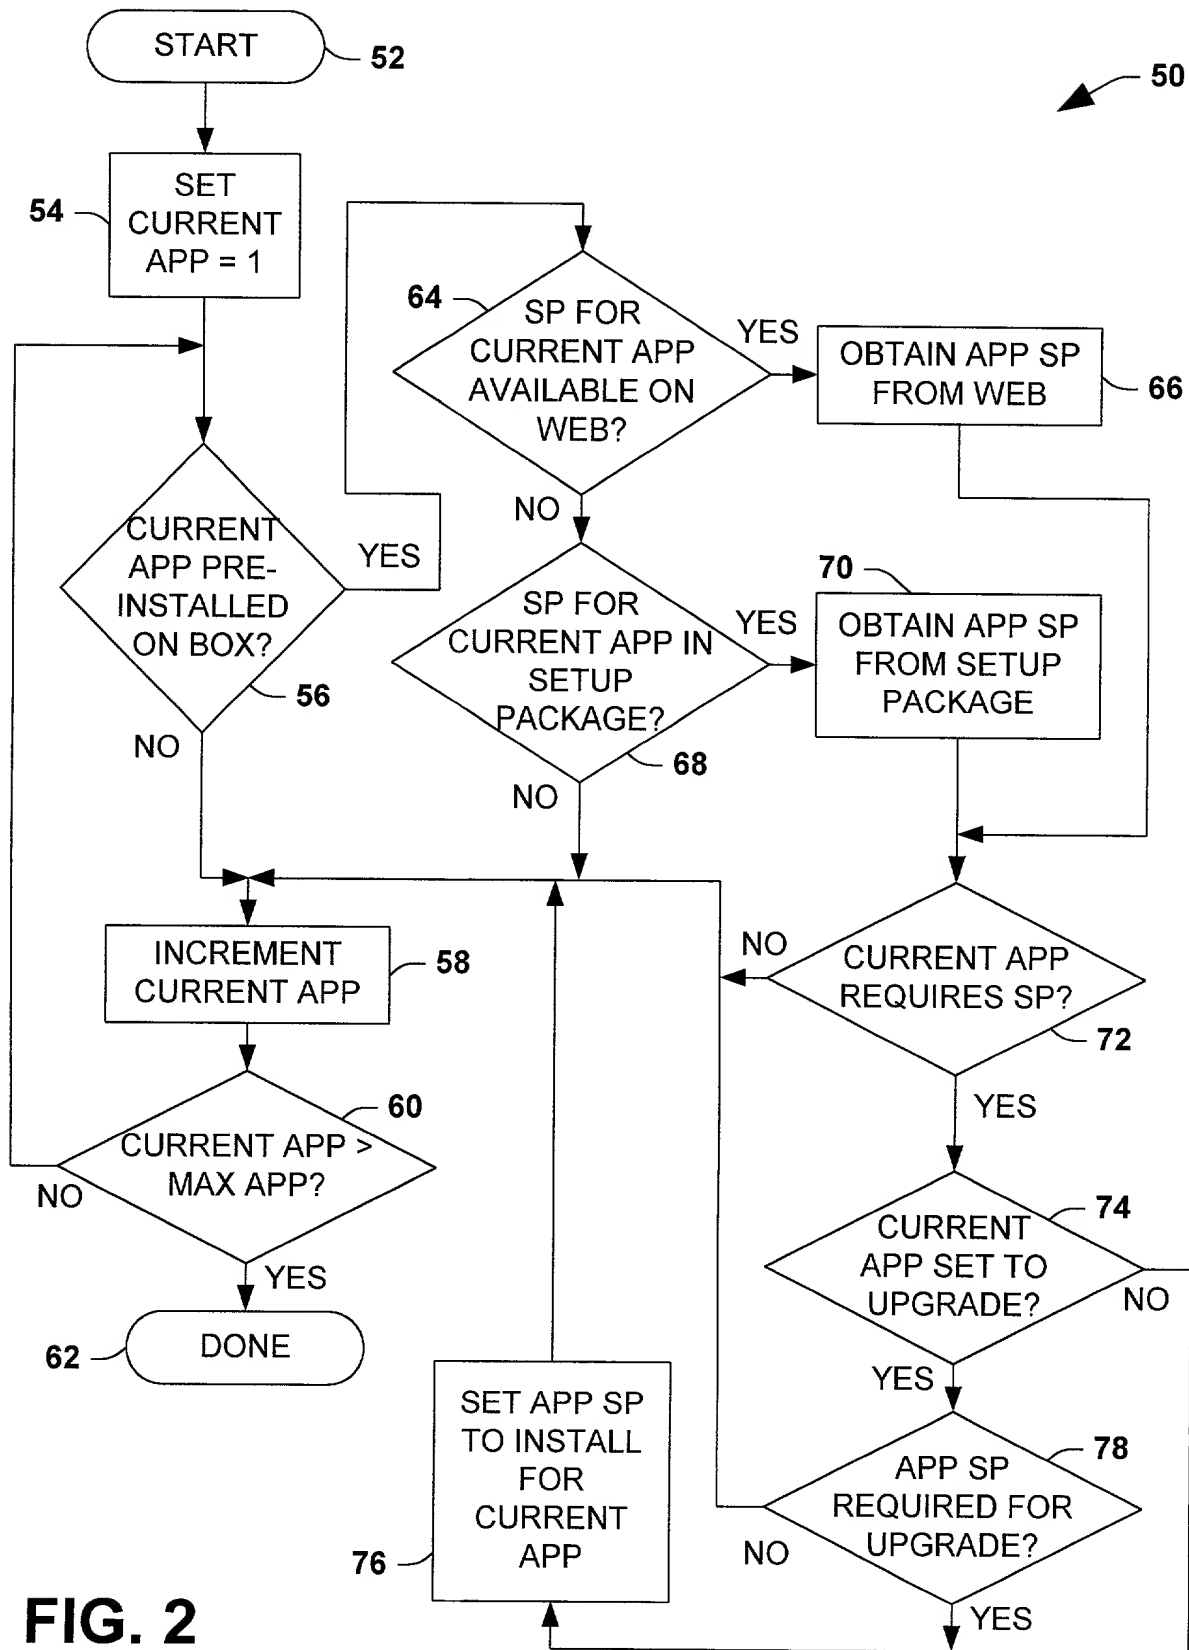 START
52
50
SET
CURRENT
APP = 1
54
64
SP FOR
CURRENT APP
AVAILABLE ON
WEB?
YES
OBTAIN APP SP
FROM WEB
66
NO
CURRENT
APP PRE-
INSTALLED
ON BOX?
YES
56
NO
SP FOR
CURRENT APP IN
SETUP
PACKAGE?
YES
70
OBTAIN APP SP
FROM SETUP
PACKAGE
68
NO
INCREMENT
CURRENT APP
58
NO
CURRENT APP
REQUIRES SP?
72
YES
60
CURRENT APP >
MAX APP?
NO
YES
DONE
62
74
CURRENT
APP SET TO
UPGRADE?
NO
YES
SET APP SP
TO INSTALL
FOR
CURRENT
APP
76
78
APP SP
REQUIRED FOR
UPGRADE?
NO
YES
FIG. 2